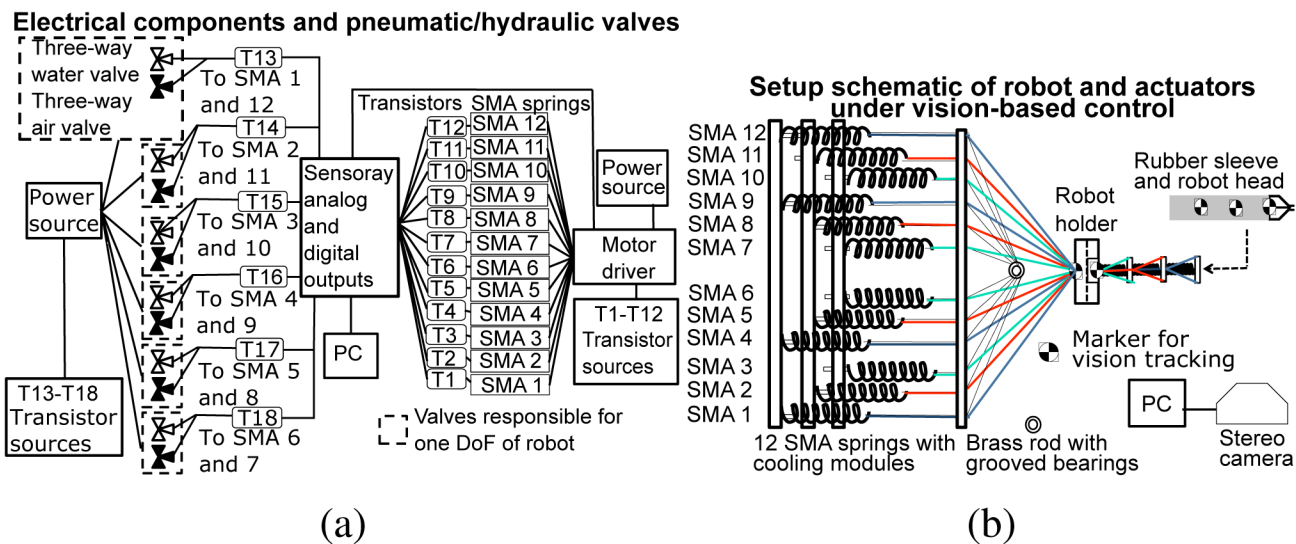 Electrical components and pneumatic/hydraulic valves
Three-way
water valve
Three-way
air valve
T13
To SMA 1
and 12
T14
To SMA 2
and 11
T15
To SMA 3
and 10
T16
To SMA 4
and 9
T17
To SMA 5
and 8
T18
To SMA 6
and 7
Power
source
T13-T18
Transistor
sources
Sensoray
analog
and
digital
outputs
PC
Transistors SMA springs
T12 SMA 12
T11 SMA 11
T10 SMA 10
T9 SMA 9
T8 SMA 8
T7 SMA 7
T6 SMA 6
T5 SMA 5
T4 SMA 4
T3 SMA 3
T2 SMA 2
T1 SMA 1
Power
source
Motor
driver
T1-T12
Transistor
sources
Valves responsible for
one DoF of robot
(a)
Setup schematic of robot and actuators
under vision-based control
SMA 12
SMA 11
SMA 10
SMA 9
SMA 8
SMA 7
SMA 6
SMA 5
SMA 4
SMA 3
SMA 2
SMA 1
12 SMA springs with
cooling modules
Brass rod with
grooved bearings
Robot
holder
Rubber sleeve
and robot head
Marker for
vision tracking
PC
Stereo
camera
(b)